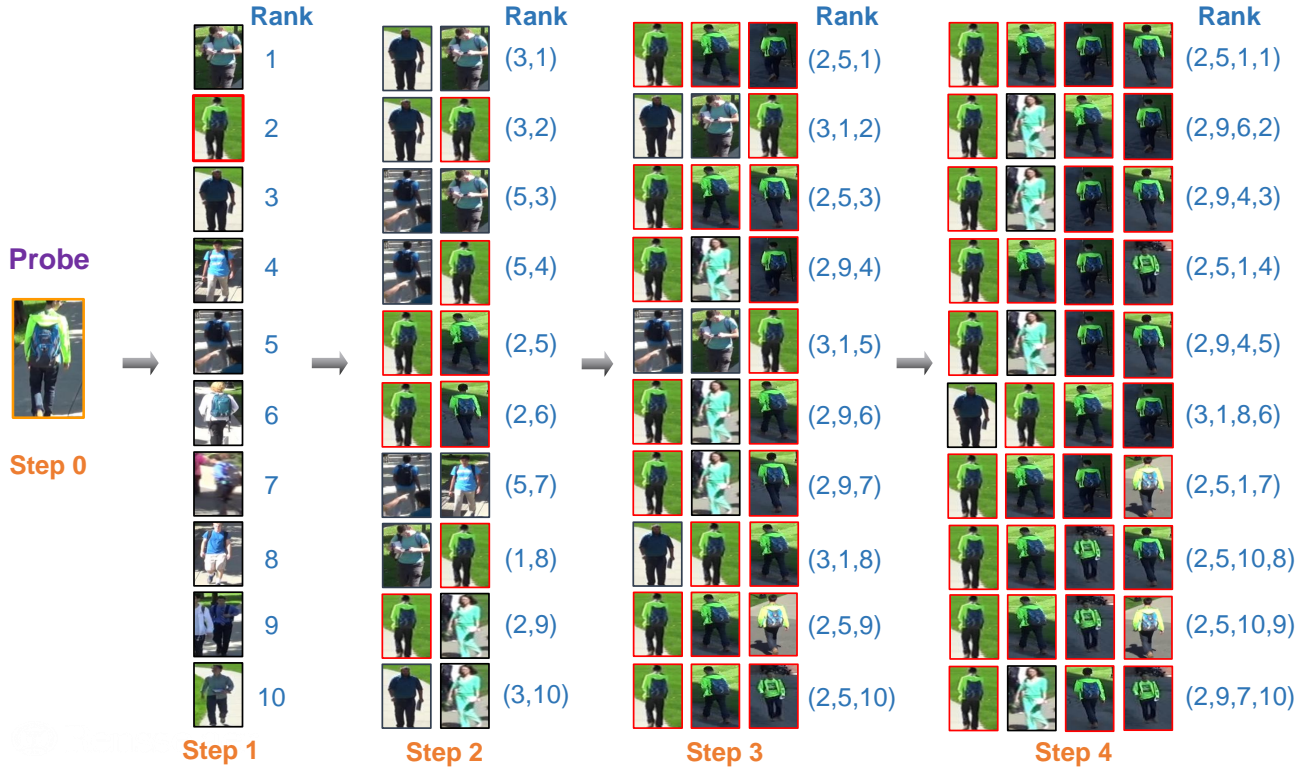 Rank Rank Rank Rank
1 (3,1) (2,5,1) (2,5,1,1)
2 (3,2) (3,1,2) (2,9,6,2)
3 (5,3) (2,5,3) (2,9,4,3)
4 (5,4) (2,9,4) (2,5,1,4)
Probe
5 (2,5) (3,1,5) (2,9,4,5)
6 (2,6) (2,9,6) (3,1,8,6)
Step 0
7 (5,7) (2,9,7) (2,5,1,7)
8 (1,8) (3,1,8) (2,5,10,8)
9 (2,9) (2,5,9) (2,5,10,9)
10 (3,10) (2,5,10) (2,9,7,10)
Step 1 Step 2 Step 3 Step 4